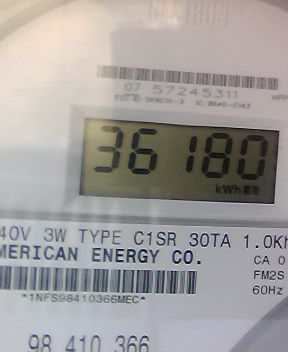 07 57245311
36180
kWh
40V 3W TYPE C1SR 30TA 1.0Kh
MERICAN ENERGY CO.
CA 0
FM2S
60Hz
*1NFS98410366MEC*
98 410 366